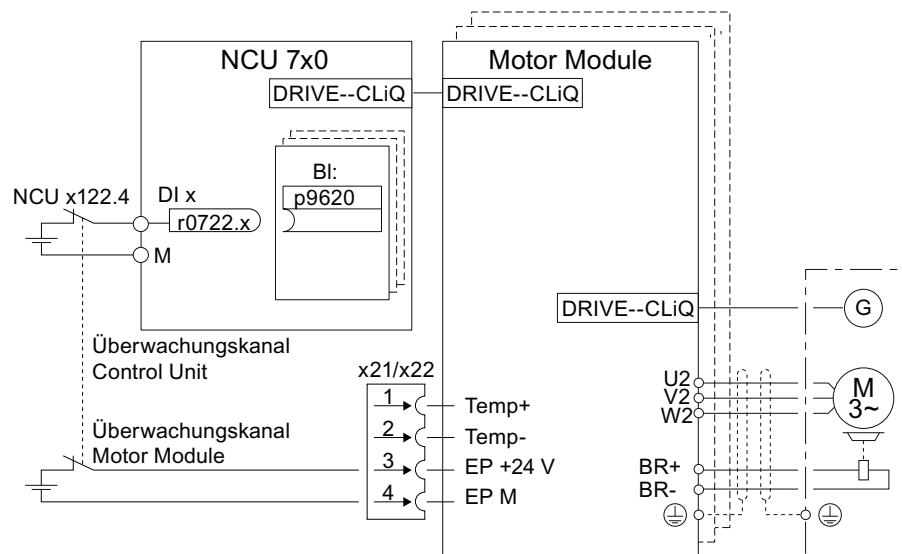 NCU 7x0
Motor Module
DRIVE--CLiQ
DRIVE--CLiQ
BI:
p9620
NCU x122.4
DI x
r0722.x
M
DRIVE--CLiQ
G
Überwachungskanal
Control Unit
x21/x22
1
Temp+
2
Temp-
3
EP +24 V
4
EP M
Überwachungskanal
Motor Module
U2
V2
W2
M
3~
BR+
BR-